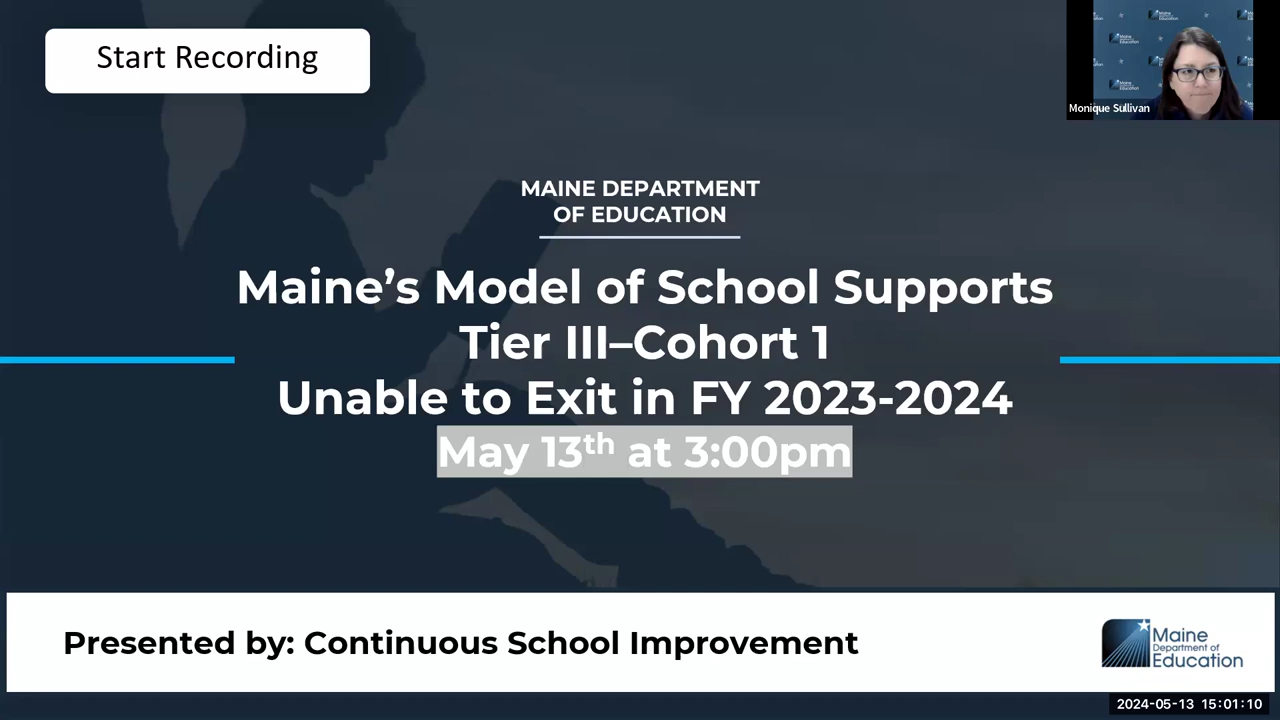 Start Recording
Monique Sullivan
MAINE DEPARTMENT
OF EDUCATION
Maine’s Model of School Supports
Tier III–Cohort 1
Unable to Exit in FY 2023-2024
May 13th at 3:00pm
Presented by: Continuous School Improvement
Maine
Department of
Education
2024-05-13 15:01:10